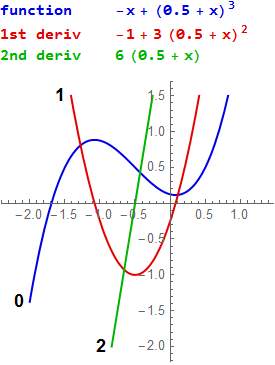 function -x + (0.5 + x)³
1st deriv -1 + 3 (0.5 + x)²
2nd deriv 6 (0.5 + x)
1
1.5
1.0
0.5
-2.0 -1.5 -1.0 -0.5 0.5 1.0
-0.5
-1.0
0
-1.5
2
-2.0